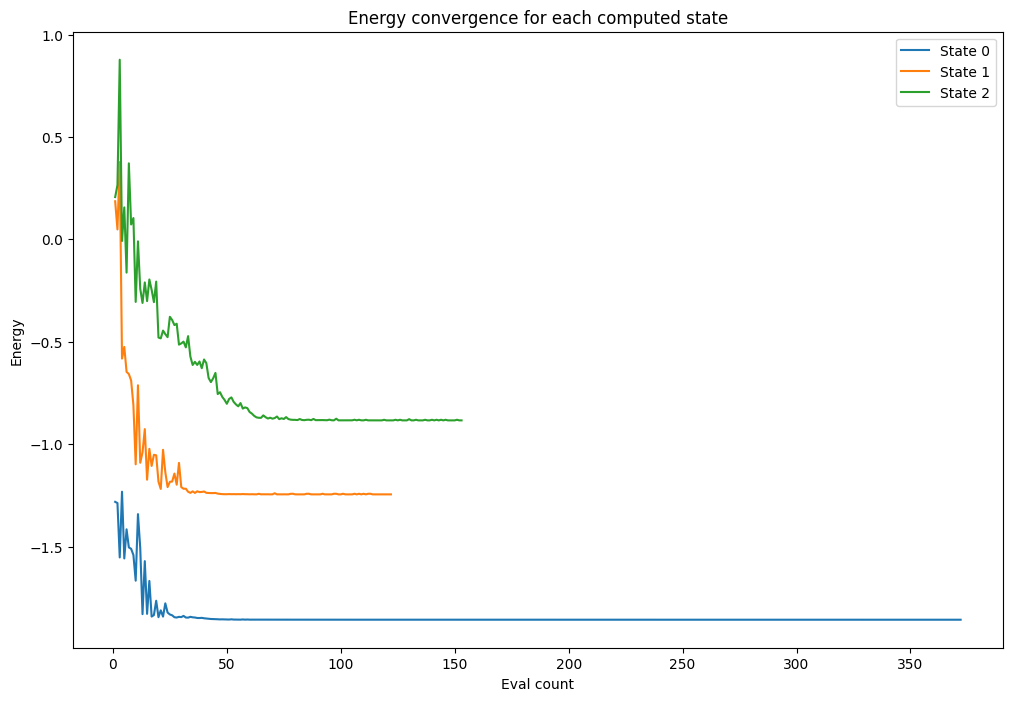 Energy convergence for each computed state
State 0
State 1
State 2
Energy
1.0
0.5
0.0
−0.5
−1.0
−1.5
0
50
100
150
200
250
300
350
Eval count